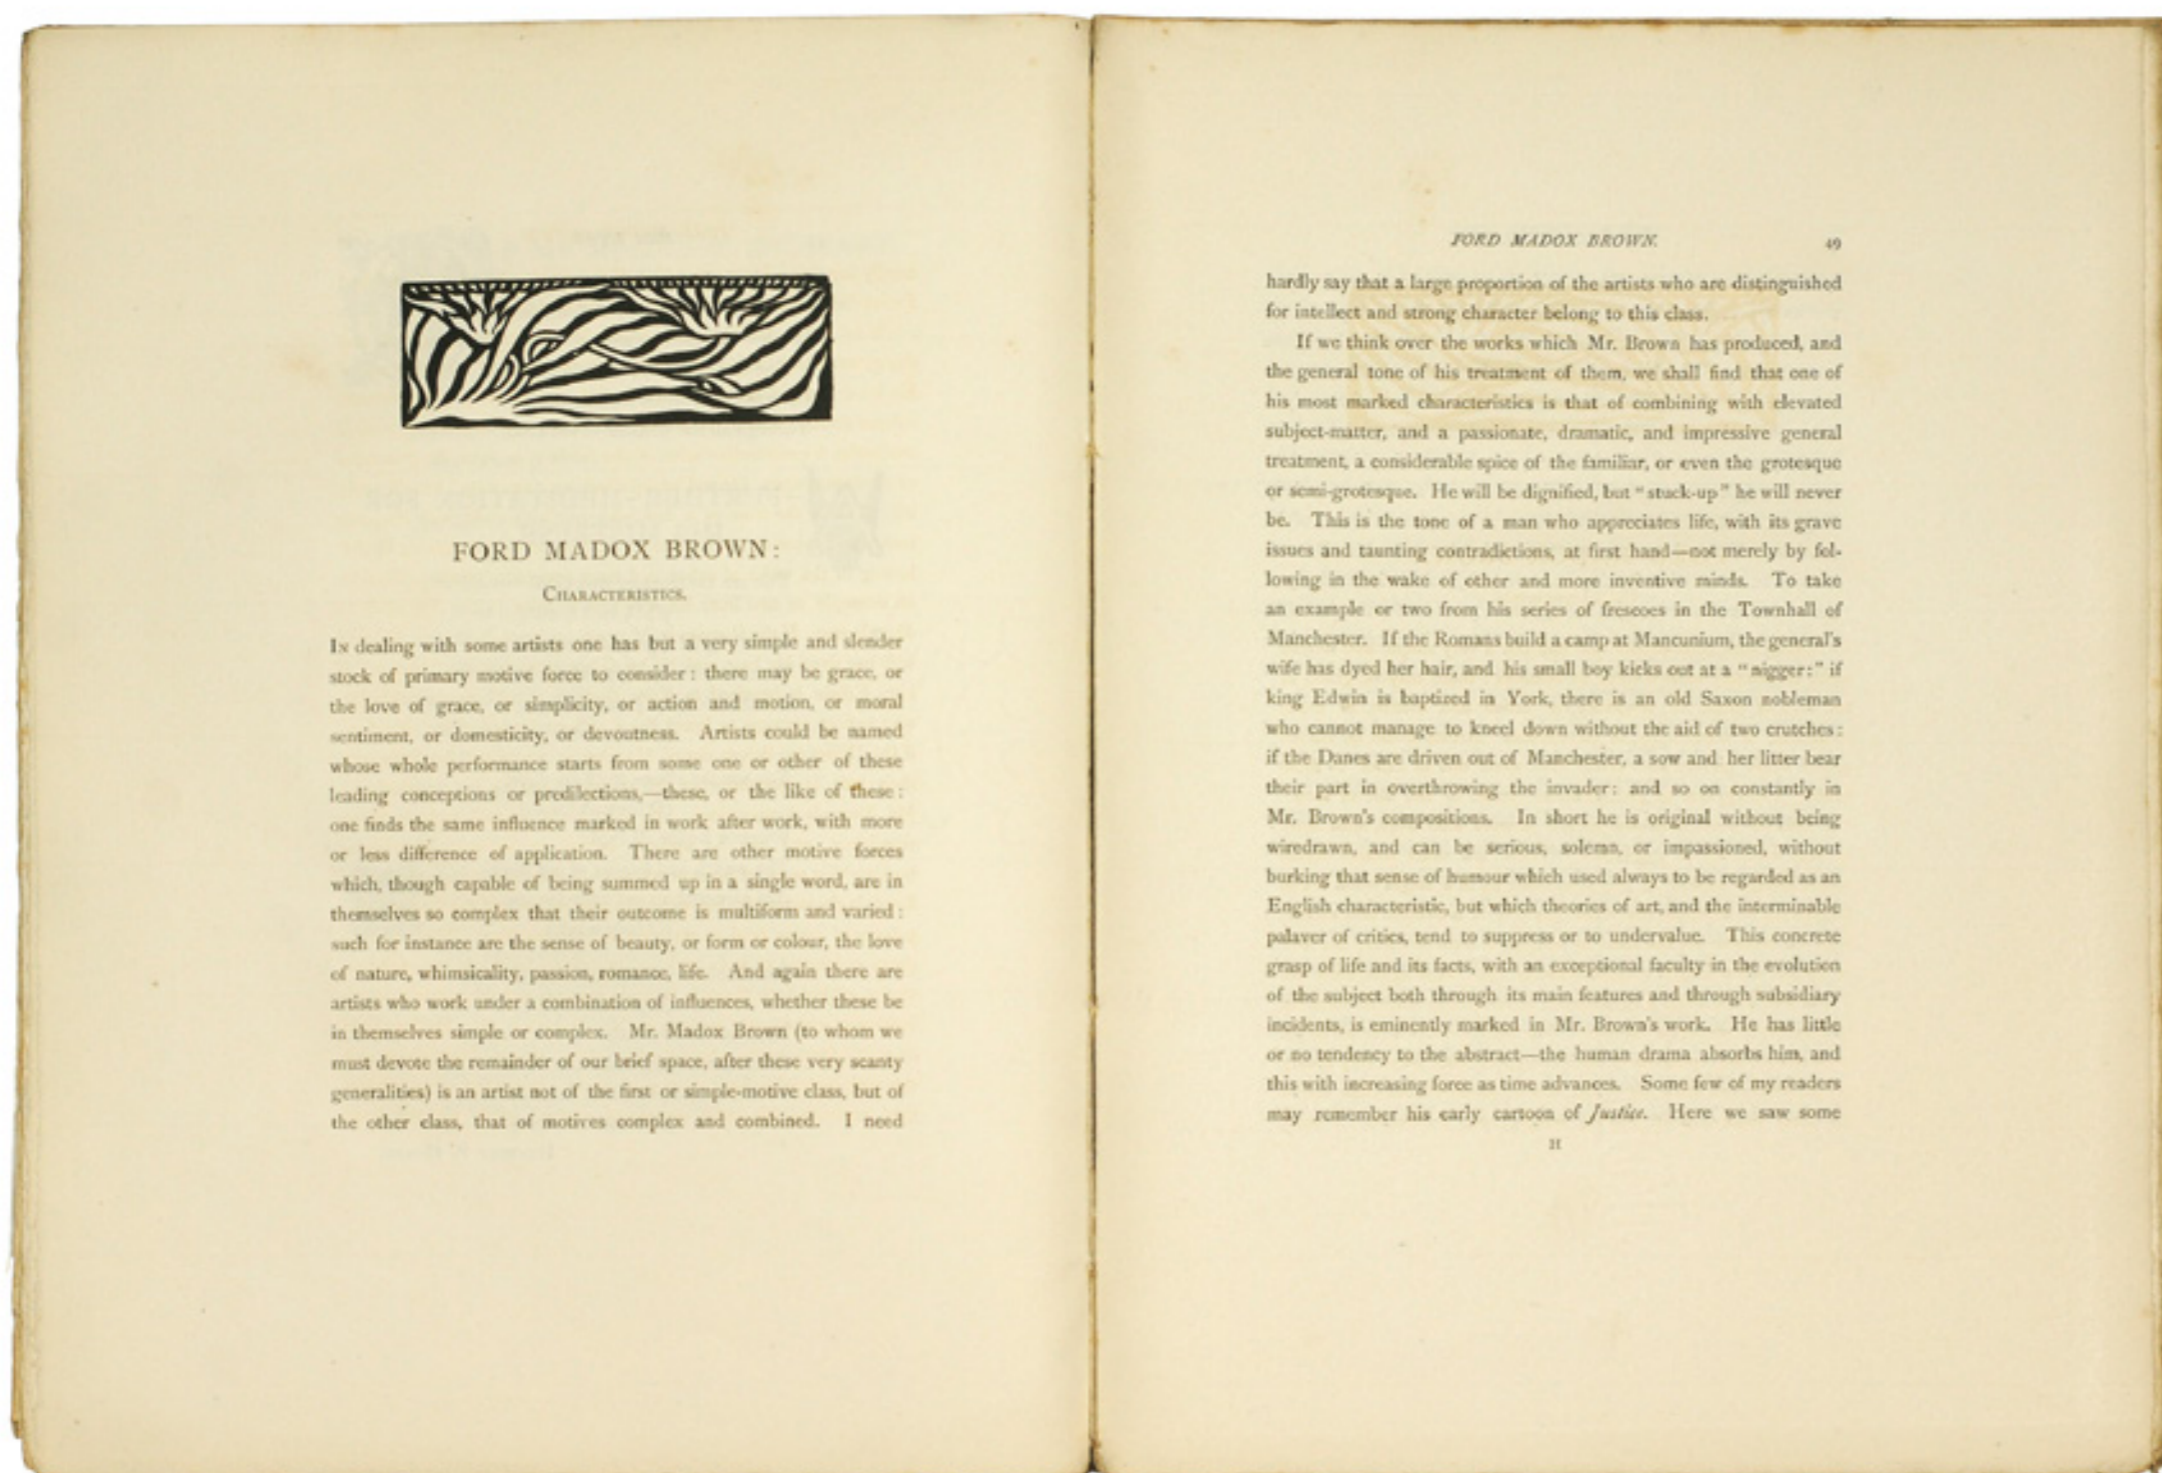 FORD MADOX BROWN:
CHARACTERISTICS.
IN dealing with some artists one has but a very simple and slender
stock of primary motive force to consider : there may be grace, or
the love of grace, or simplicity, or action and motion, or moral
sentiment, or domesticity, or devoutness. Artists could be named
whose whole performance starts from some one or other of these
leading conceptions or predilections,—these, or the like of these :
one finds the same influence marked in work after work, with more
or less difference of application. There are other motive forces
which, though capable of being summed up in a single word, are in
themselves so complex that their outcome is multiform and varied :
such for instance are the sense of beauty, or form or colour, the love
of nature, whimsicality, passion, romance, life. And again there are
artists who work under a combination of influences, whether these be
in themselves simple or complex. Mr. Madox Brown (to whom we
must devote the remainder of our brief space, after these very scanty
generalities) is an artist not of the first or simple-motive class, but of
the other class, that of motives complex and combined. I need
FORD MADOX BROWN. 49
hardly say that a large proportion of the artists who are distinguished
for intellect and strong character belong to this class.
If we think over the works which Mr. Brown has produced, and
the general tone of his treatment of them, we shall find that one of
his most marked characteristics is that of combining with elevated
subject-matter, and a passionate, dramatic, and impressive general
treatment, a considerable spice of the familiar, or even the grotesque
or semi-grotesque. He will be dignified, but "stuck-up" he will never
be. This is the tone of a man who appreciates life, with its grave
issues and taunting contradictions, at first hand—not merely by fol-
lowing in the wake of other and more inventive minds. To take
an example or two from his series of frescoes in the Townhall of
Manchester. If the Romans build a camp at Mancunium, the general's
wife has dyed her hair, and his small boy kicks out at a "nigger:" if
king Edwin is baptized in York, there is an old Saxon nobleman
who cannot manage to kneel down without the aid of two crutches :
if the Danes are driven out of Manchester, a sow and her litter bear
their part in overthrowing the invader : and so on constantly in
Mr. Brown's compositions. In short he is original without being
wiredrawn, and can be serious, solemn, or impassioned, without
burking that sense of humour which used always to be regarded as an
English characteristic, but which theories of art, and the interminable
palaver of critics, tend to suppress or to undervalue. This concrete
grasp of life and its facts, with an exceptional faculty in the evolution
of the subject both through its main features and through subsidiary
incidents, is eminently marked in Mr. Brown's work. He has little
or no tendency to the abstract—the human drama absorbs him, and
this with increasing force as time advances. Some few of my readers
may remember his early cartoon of Justice. Here we saw some
H